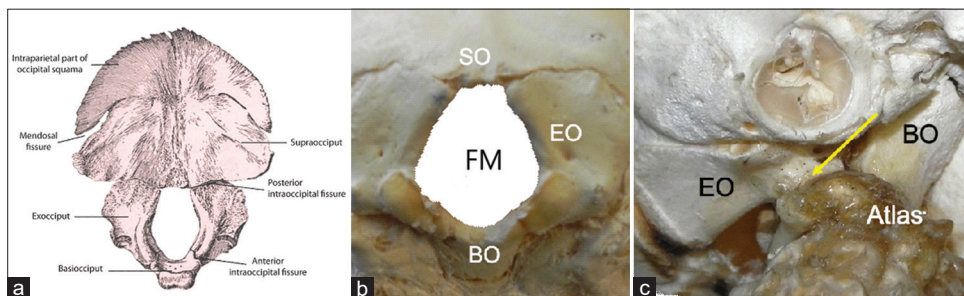 Intraparietal part of
occipital squama
Mendosal
fissure
Supraocciput
Posterior
intraoccipital fissure
Exocciput
Basiocciput
Anterior
intraoccipital fissure
a
SO
EO
FM
BO
b
BO
EO
Atlas
c